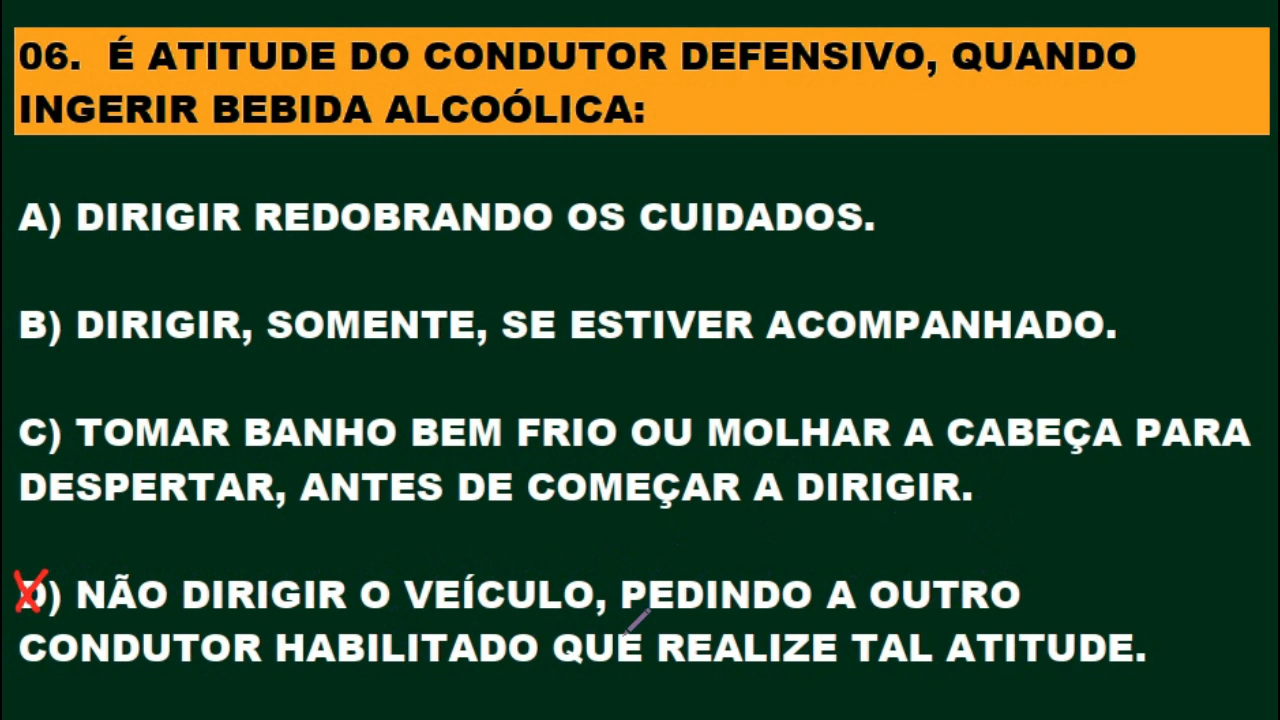 06. É ATITUDE DO CONDUTOR DEFENSIVO, QUANDO
INGERIR BEBIDA ALCOÓLICA:
A) DIRIGIR REDOBRANDO OS CUIDADOS.
B) DIRIGIR, SOMENTE, SE ESTIVER ACOMPANHADO.
C) TOMAR BANHO BEM FRIO OU MOLHAR A CABEÇA PARA
DESPERTAR, ANTES DE COMEÇAR A DIRIGIR.
D) NÃO DIRIGIR O VEÍCULO, PEDINDO A OUTRO
CONDUTOR HABILITADO QUE REALIZE TAL ATITUDE.